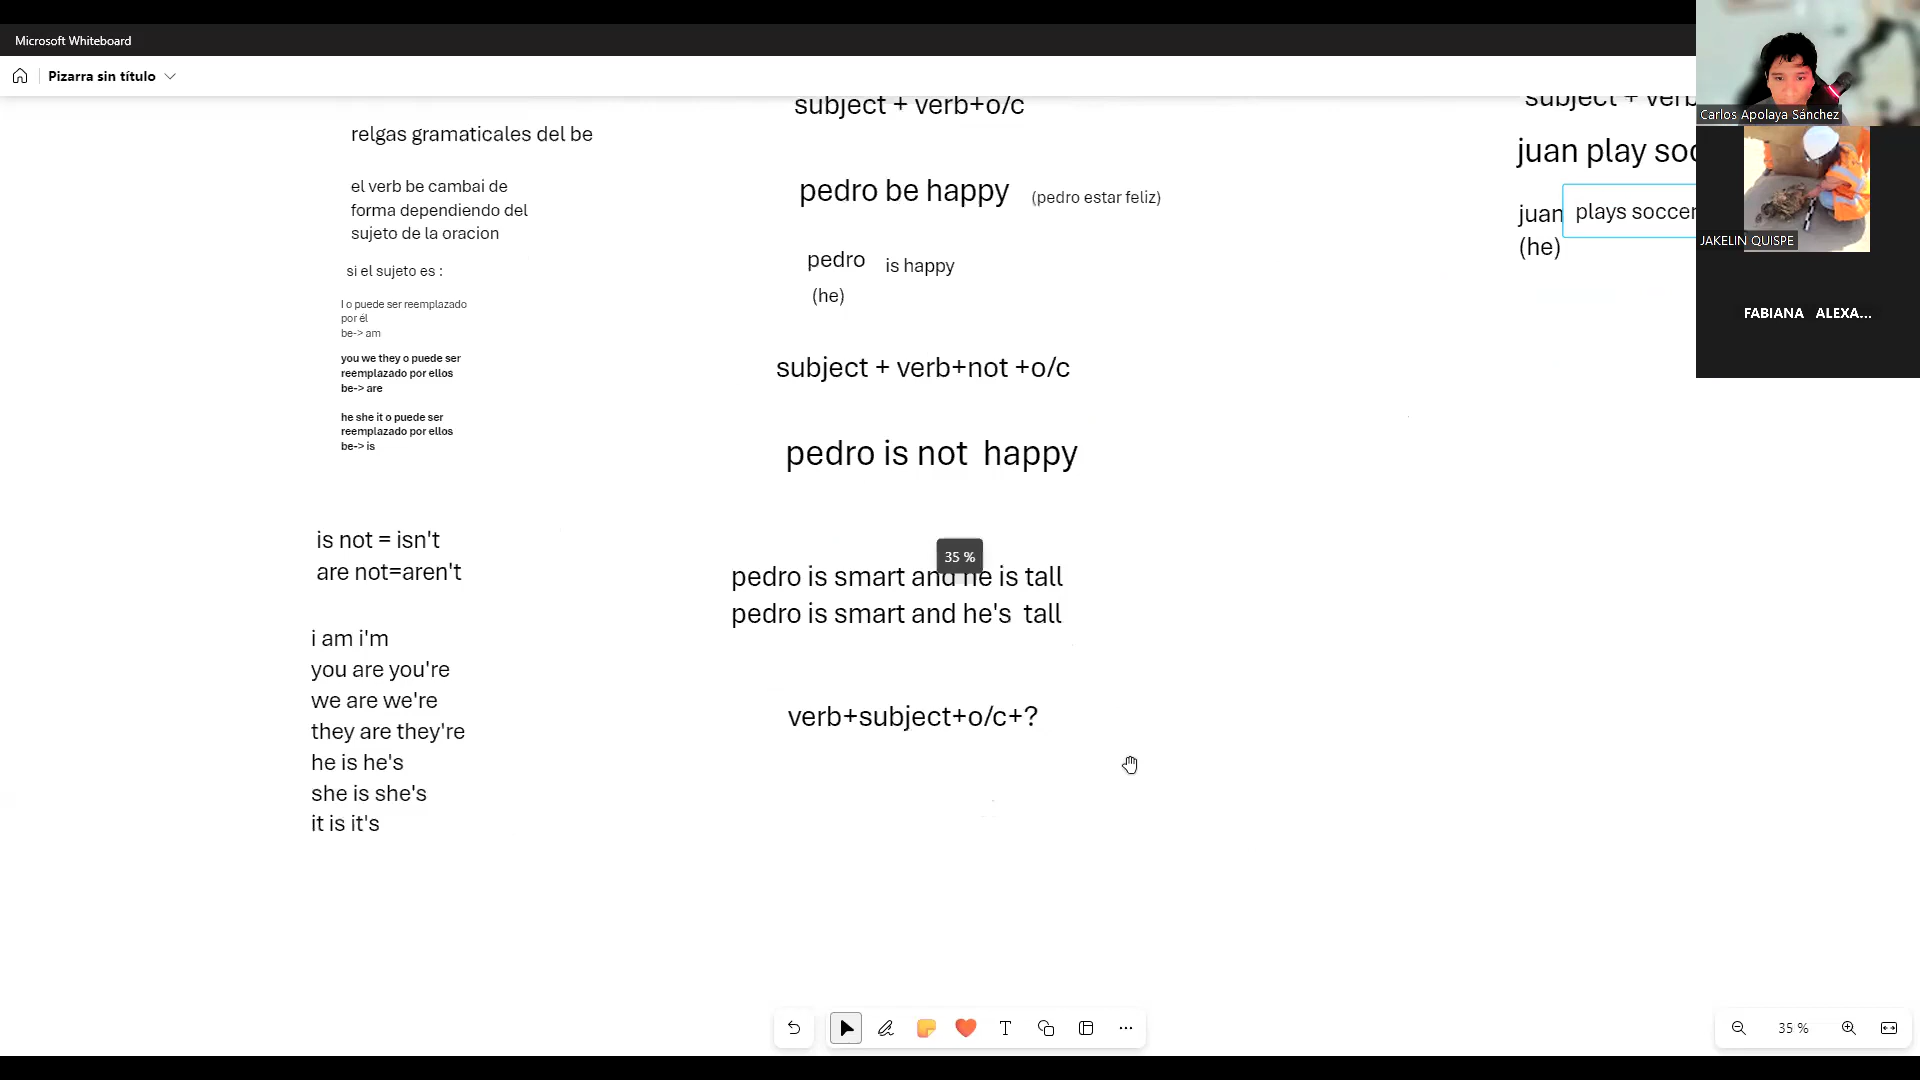 Microsoft Whiteboard
Pizarra sin título
relgas gramaticales del be
el verb be cambai de
forma dependiendo del
sujeto de la oracion
si el sujeto es :
I o puede ser reemplazado
por él
be-> am
you we they o puede ser
reemplazado por ellos
be-> are
he she it o puede ser
reemplazado por ellos
be-> is
is not = isn't
are not=aren't
i am i'm
you are you're
we are we're
they are they're
he is he's
she is she's
it is it's
subject + verb+o/c
pedro be happy
(pedro estar feliz)
pedro
is happy
(he)
subject + verb+not +o/c
pedro is not happy
35 %
pedro is smart and he is tall
pedro is smart and he's tall
verb+subject+o/c+?
subject + verb
juan play soc
juan
plays soccer
(he)
Carlos Apolaya Sánchez
JAKELIN QUISPE
FABIANA ALEXA...
35 %